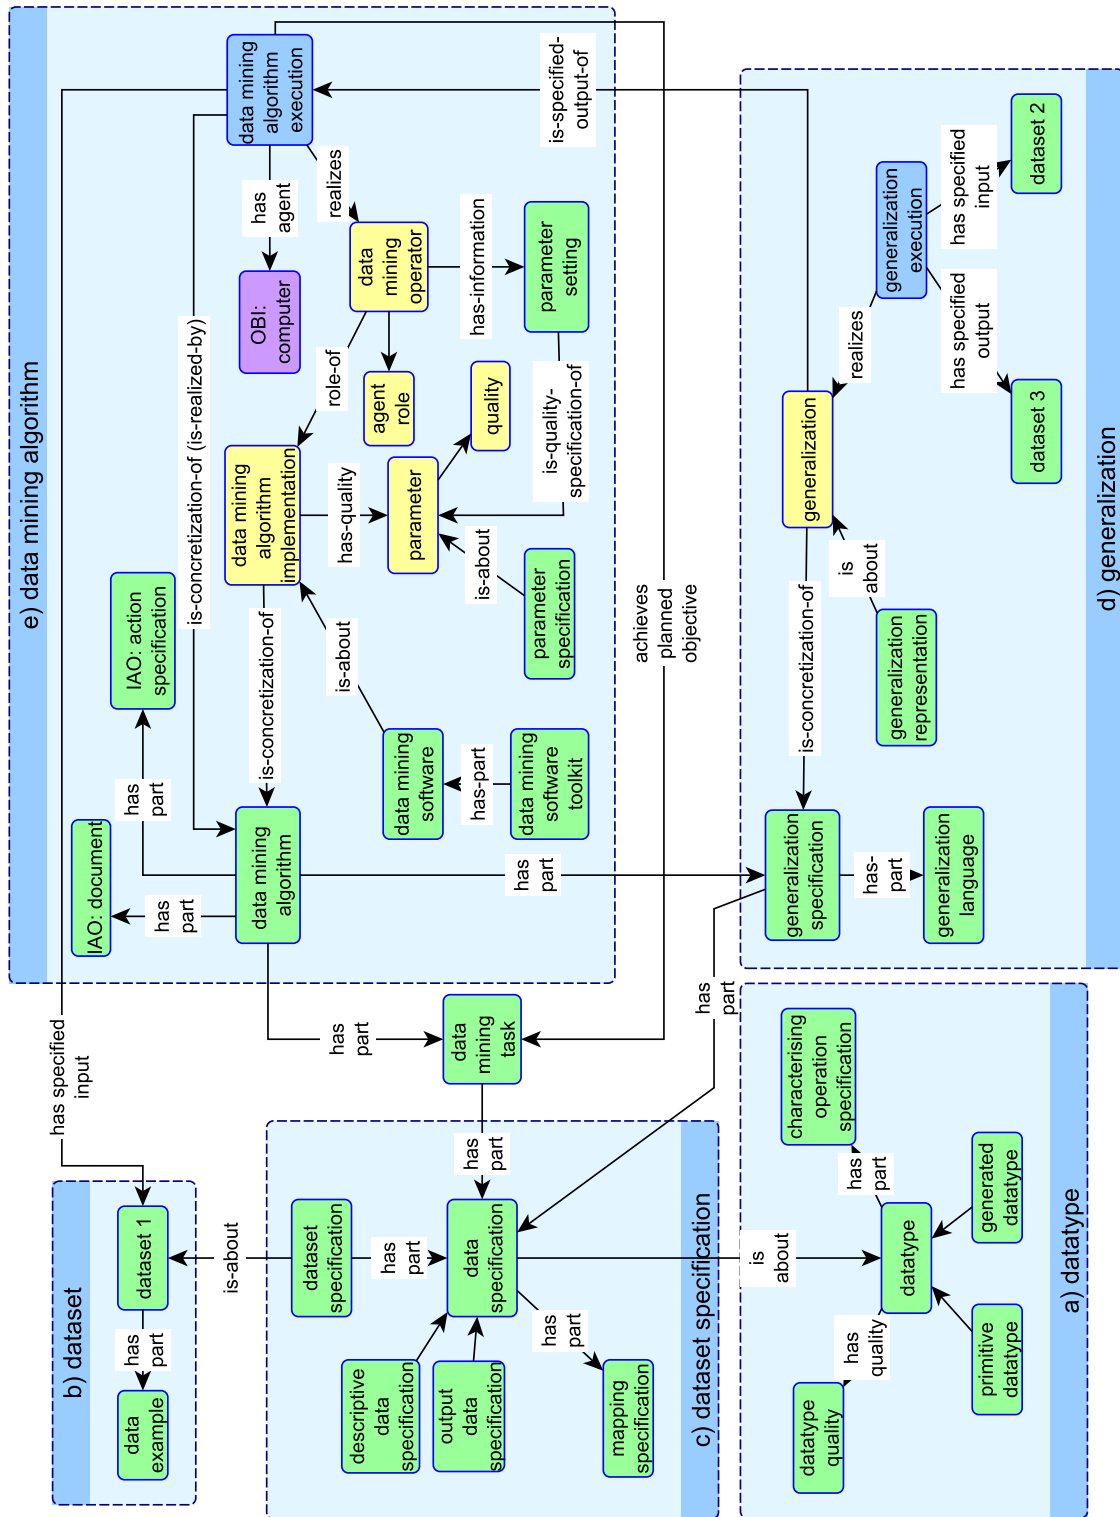 b) dataset
data
example
has
part
dataset 1
has specified
input
is-about
c) dataset specification
dataset
specification
has
part
descriptive
data
specification
output
data
specification
data
specification
has
part
mapping
specification
has
part
is
about
a) datatype
datatype
quality
has
quality
datatype
has
part
characterising
operation
specification
primitive
datatype
generated
datatype
data
mining
task
has
part
has
part
achieves
planned
objective
e) data mining algorithm
IAO: document
has
part
IAO: action
specification
has
part
data mining
algorithm
is-concretization-of (is-realized-by)
is-concretization-of
has
part
data mining
software
has-part
data mining
software
toolkit
is-about
data mining
algorithm
implementation
has-quality
parameter
is-about
parameter
specification
quality
role-of
agent
role
data
mining
operator
has-information
parameter
setting
is-quality-
specification-of
OBI:
computer
has
agent
realizes
data mining
algorithm
execution
is-specified-
output-of
d) generalization
generalization
specification
has-
part
generalization
language
is-concretization-of
generalization
representation
is
about
generalization
realizes
generalization
execution
has specified
input
dataset 2
has specified
output
dataset 3